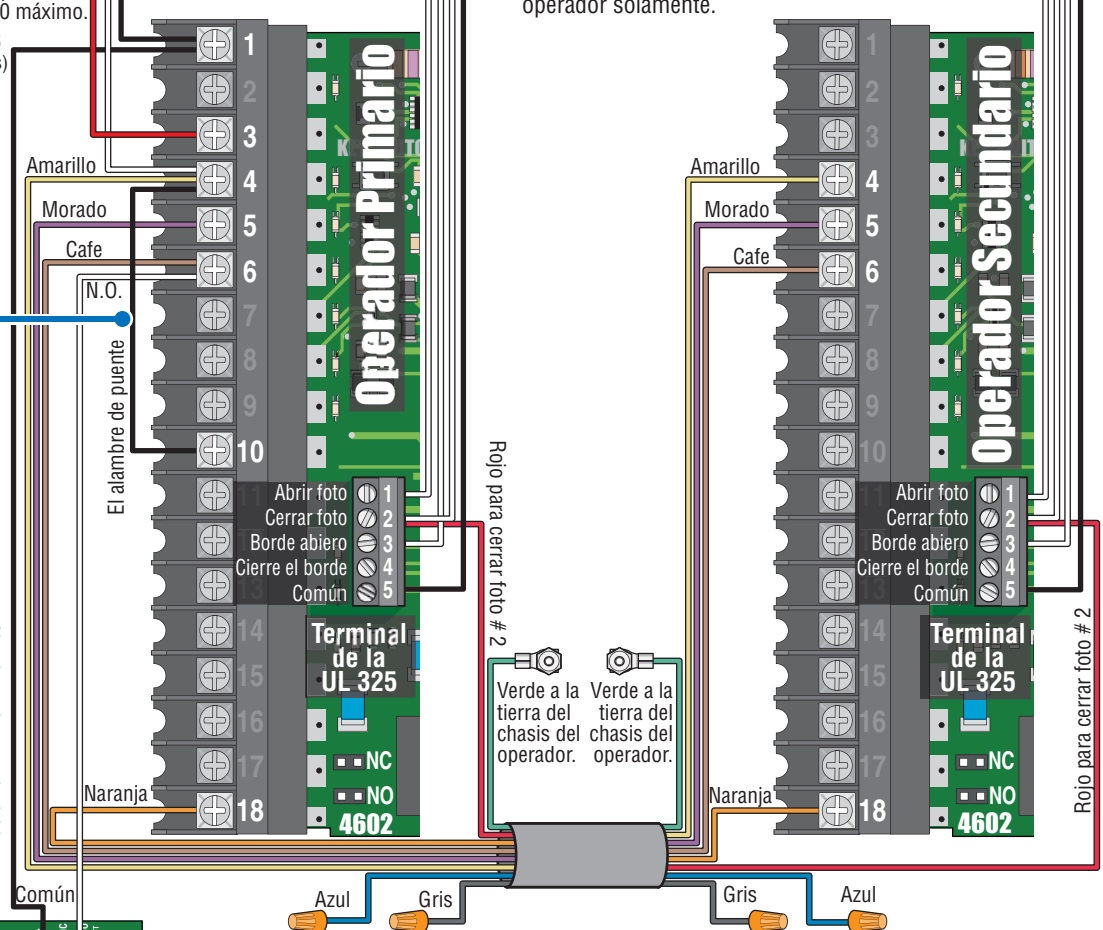 0 máximo.
s)
operador solamente.
1
2
3
4
5
6
7
8
9
10
11
13
14
15
16
17
18
Amarillo
Morado
Cafe
N.O.
El alambre de puente
Naranja
Común
Operador Primario
Abrir foto 1
Cerrar foto 2
Borde abiero 3
Cierre el borde 4
Común 5
Terminal
de la
UL 325
NC
NO
4602
Rojo para cerrar foto # 2
Verde a la
tierra del
chasis del
operador.
Verde a la
tierra del
chasis del
operador.
Azul
Gris
Gris
Azul
Amarillo
Morado
Cafe
Naranja
1
2
3
4
5
6
7
8
9
10
11
13
14
15
16
17
18
Operador Secundario
Abrir foto 1
Cerrar foto 2
Borde abiero 3
Cierre el borde 4
Común 5
Terminal
de la
UL 325
NC
NO
4602
Rojo para cerrar foto # 2